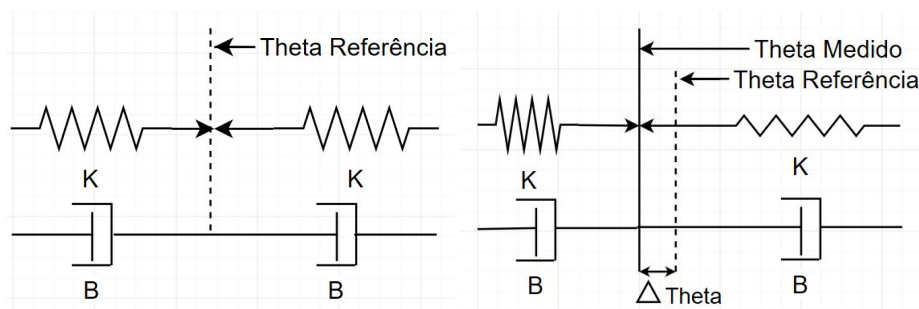 Theta Referência
K
K
B
B
Theta Medido
Theta Referência
K
K
B
B
△ Theta